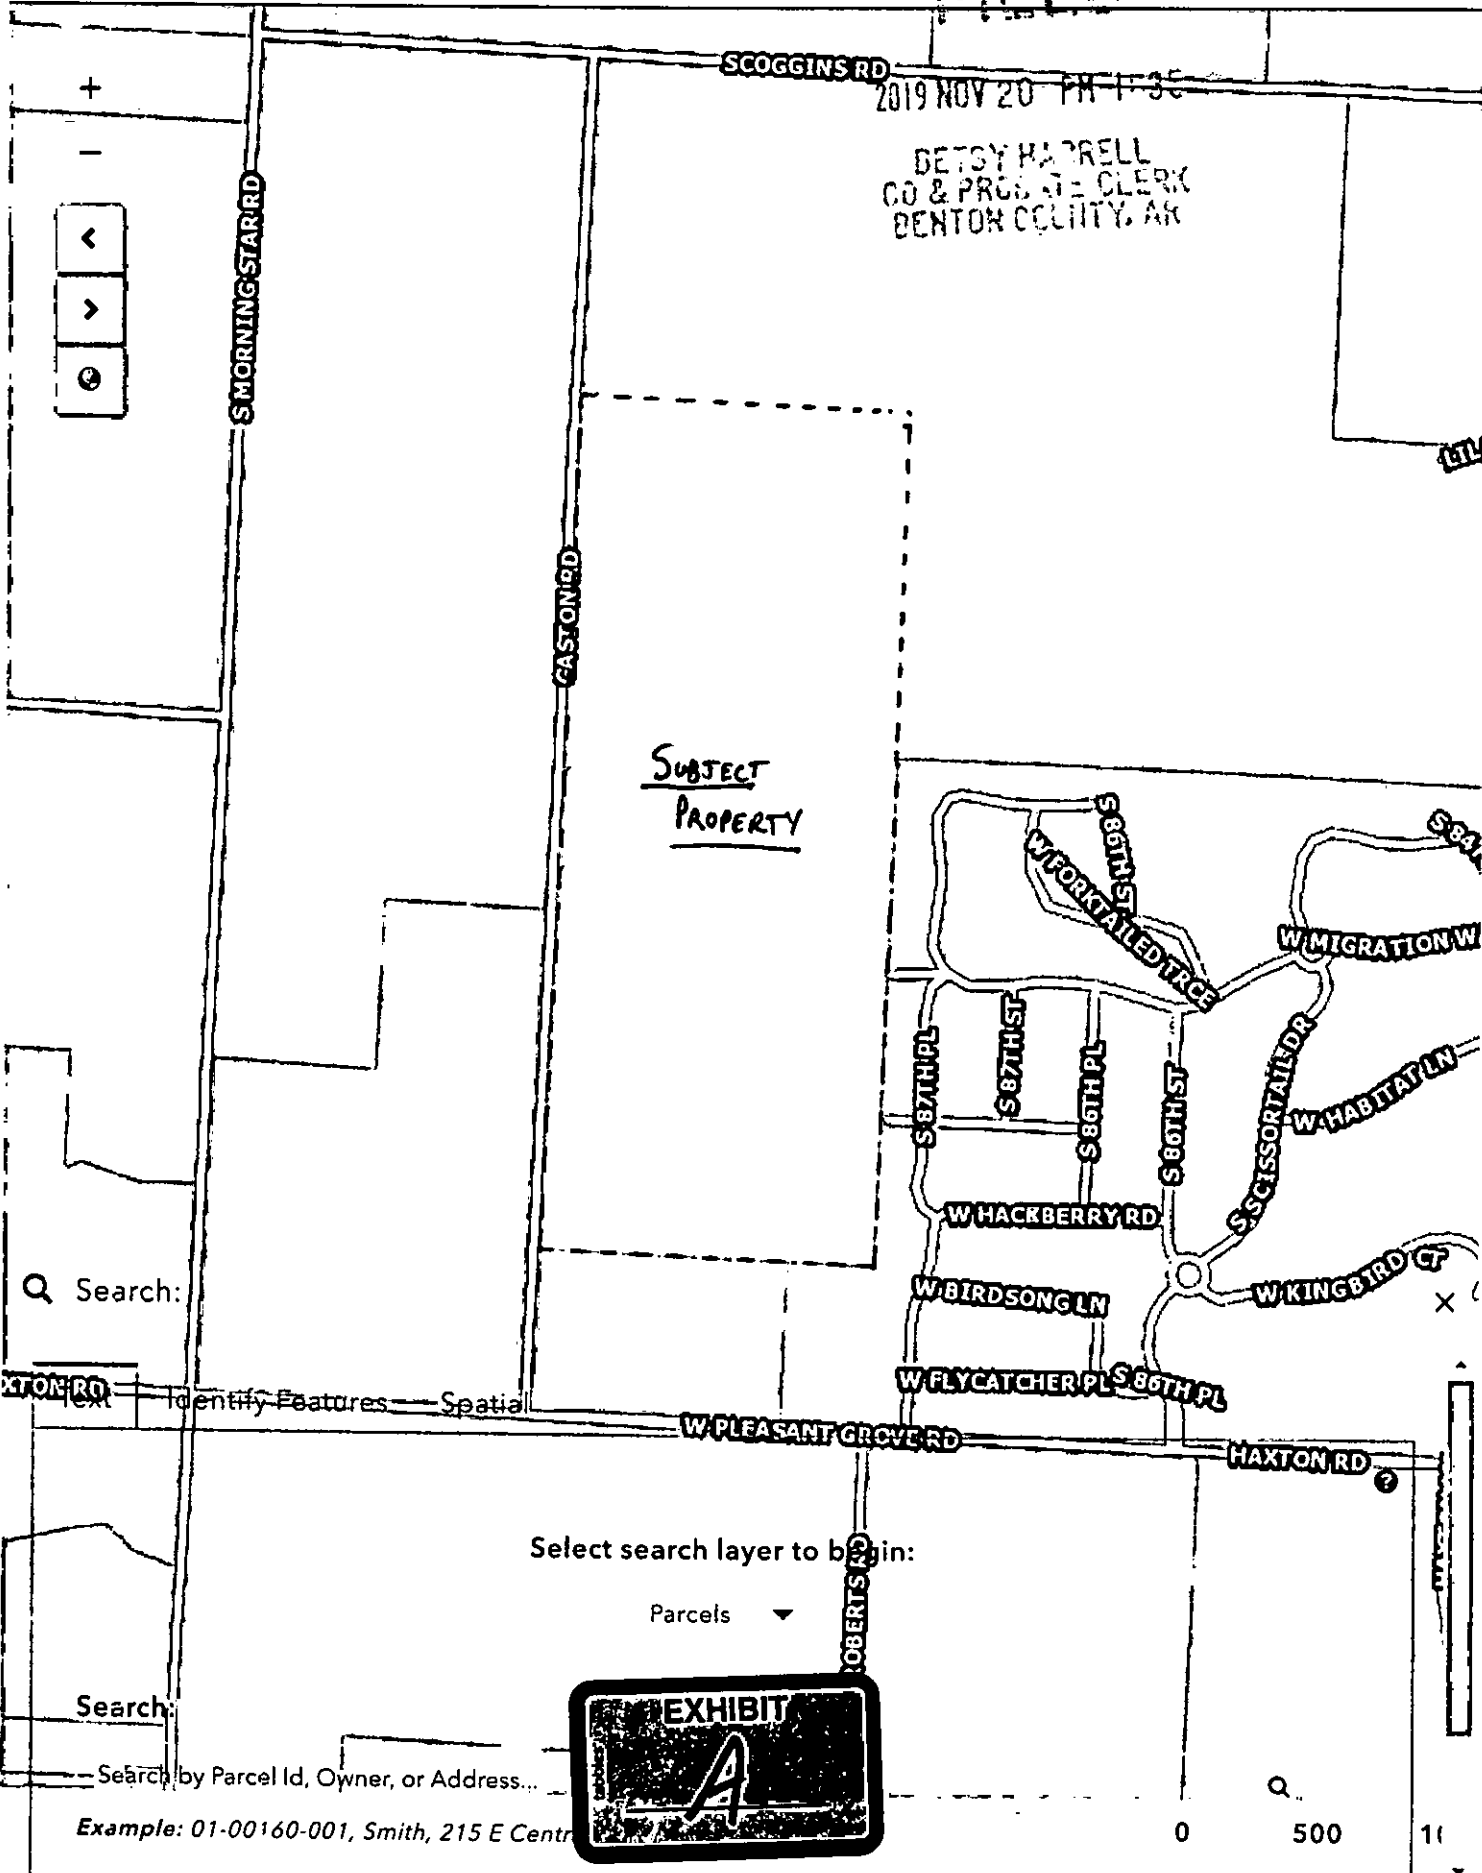 SCOGGINS RD
2019 NOV 20 PM 1: 35
BETSY HARRELL
CO & PROBATE CLERK
BENTON COUNTY, AR
+
−
S MORNING STAR RD
GASTON RD
SUBJECT
PROPERTY
S 86TH ST
W FORKTAILED TRCE
W MIGRATION W
S 87TH PL
S 87TH ST
S 86TH PL
S 86TH ST
S SCISSORTAIL DR
W HABITAT LN
W HACKBERRY RD
Search:
W BIRDSONG LN
W KINGBIRD CT
W FLYCATCHER PL
S 86TH PL
XTON RD
Text Identify Features Spatial
W PLEASANT GROVE RD
HAXTON RD
?
Select search layer to begin:
Parcels
ROBERTS RD
Search:
EXHIBIT
A
Search by Parcel Id, Owner, or Address...
Example: 01-00160-001, Smith, 215 E Centr
0 500